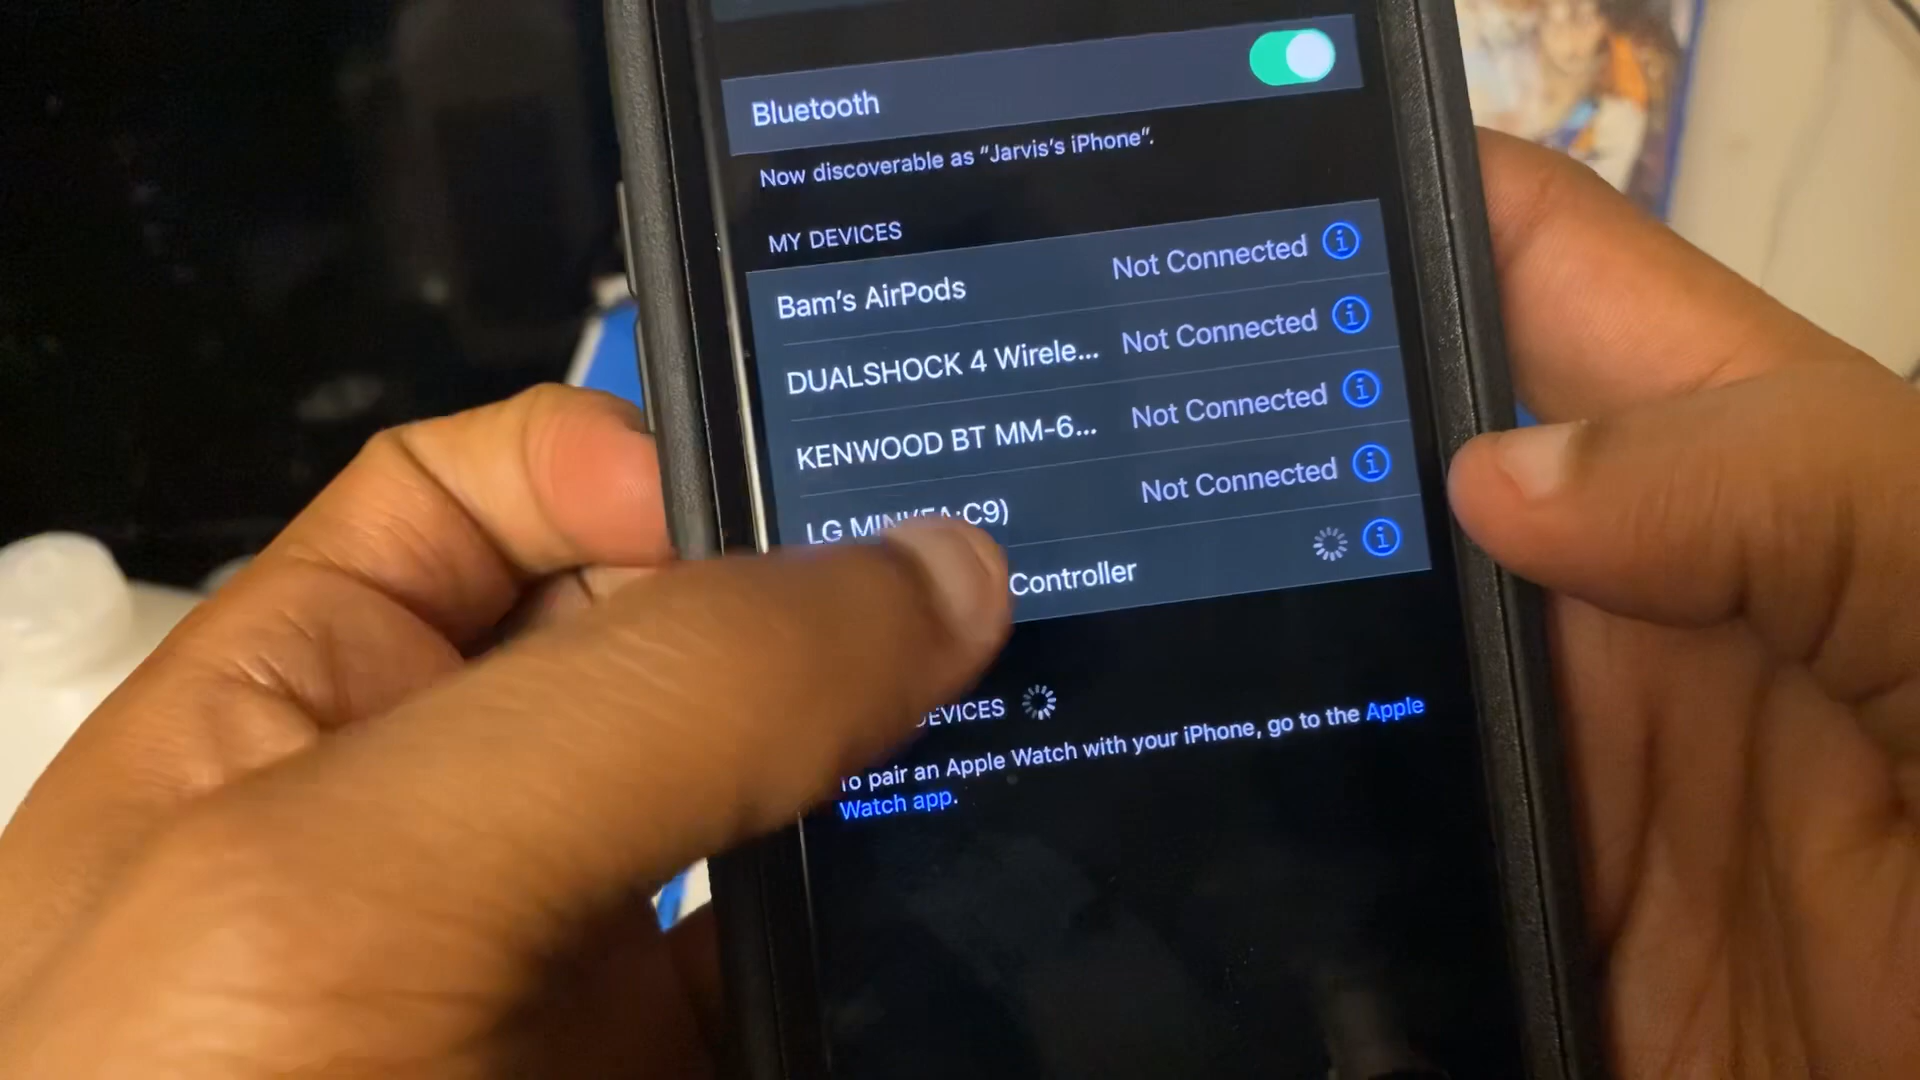 Bluetooth
Now discoverable as “Jarvis’s iPhone”.
MY DEVICES
Bam’s AirPods Not Connected
DUALSHOCK 4 Wirele... Not Connected
KENWOOD BT MM-6... Not Connected
LG Not Connected
Controller
To pair an Apple Watch with your iPhone, go to the Apple
Watch app.